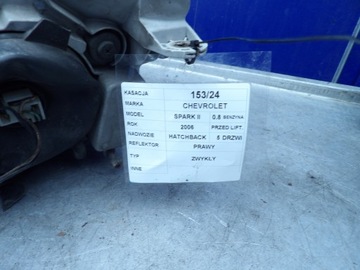 KASACJA 153/24
MARKA CHEVROLET
MODEL SPARK II 0,8 BENZYNA
ROK 2006 PRZED LIFT
NADWOZIE HATCHBACK 5 DRZWI
REFLEKTOR PRAWY
TYP ZWYKŁY
INNE